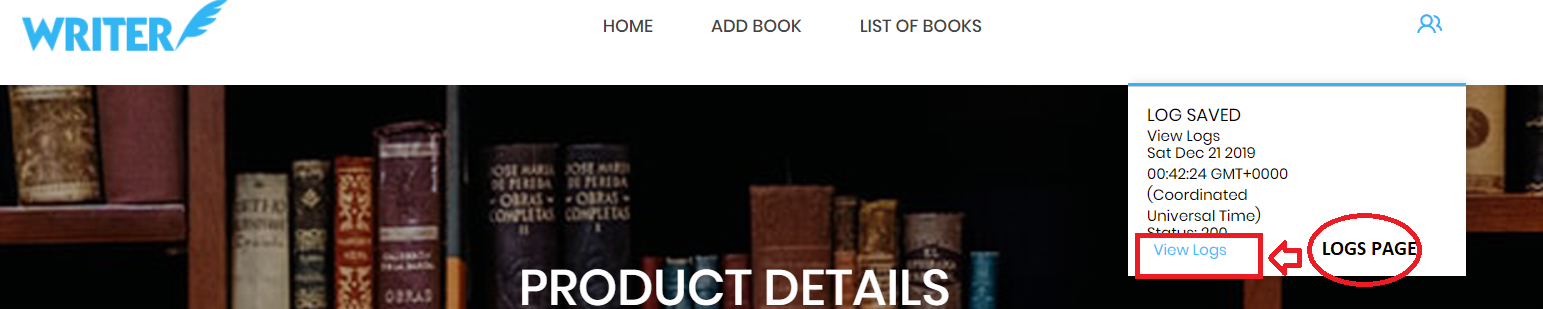 WRITER
HOME ADD BOOK LIST OF BOOKS
LOG SAVED
View Logs
Sat Dec 21 2019
00:42:24 GMT+0000
(Coordinated
Universal Time)
Status: 200
View Logs
LOGS PAGE
JOSE MARIA
DE PEREDA
OBRAS
COMPLETAS
II
JOSE MARIA
DE PEREDA
OBRAS
COMPLETAS
I
OBRAS
EL
PRODUCT DETAILS